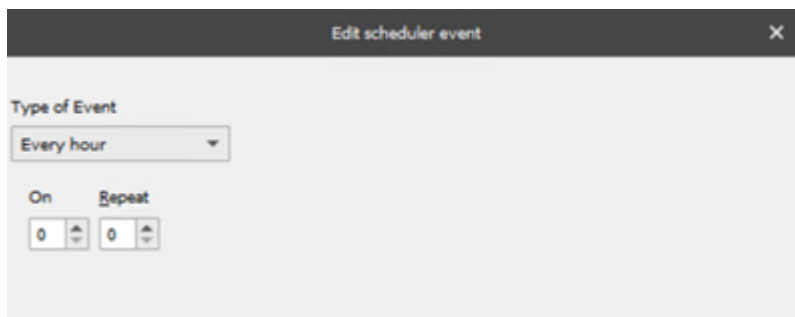 Edit scheduler event
Type of Event
Every hour
On Repeat
0 0